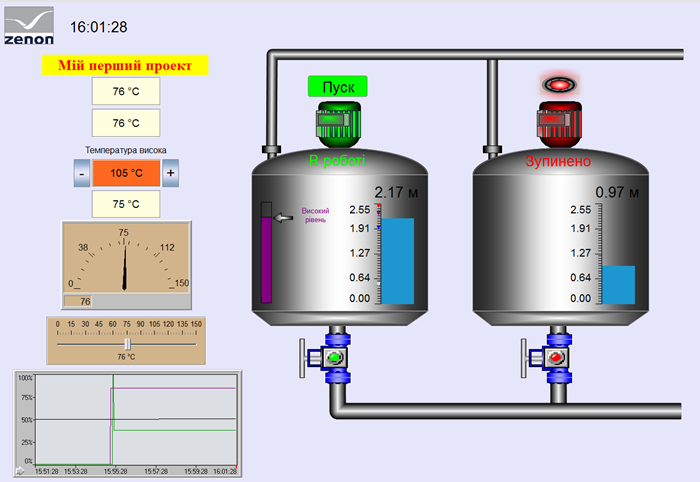 zenon
16:01:28
Мій перший проект
76 °C
76 °C
Температура висока
- 105 °C +
75 °C
0 38 75 112 150
76
0 15 30 45 60 75 90 105 120 135 150
76 °C
100%
75%
50%
25%
0%
15:51:28 15:53:28 15:55:28 15:57:28 15:59:28 16:01:28
Пуск
В роботі
2.17 м
Високий
рівень
2.55
1.91
1.27
0.64
0.00
Зупинено
0.97 м
2.55
1.91
1.27
0.64
0.00